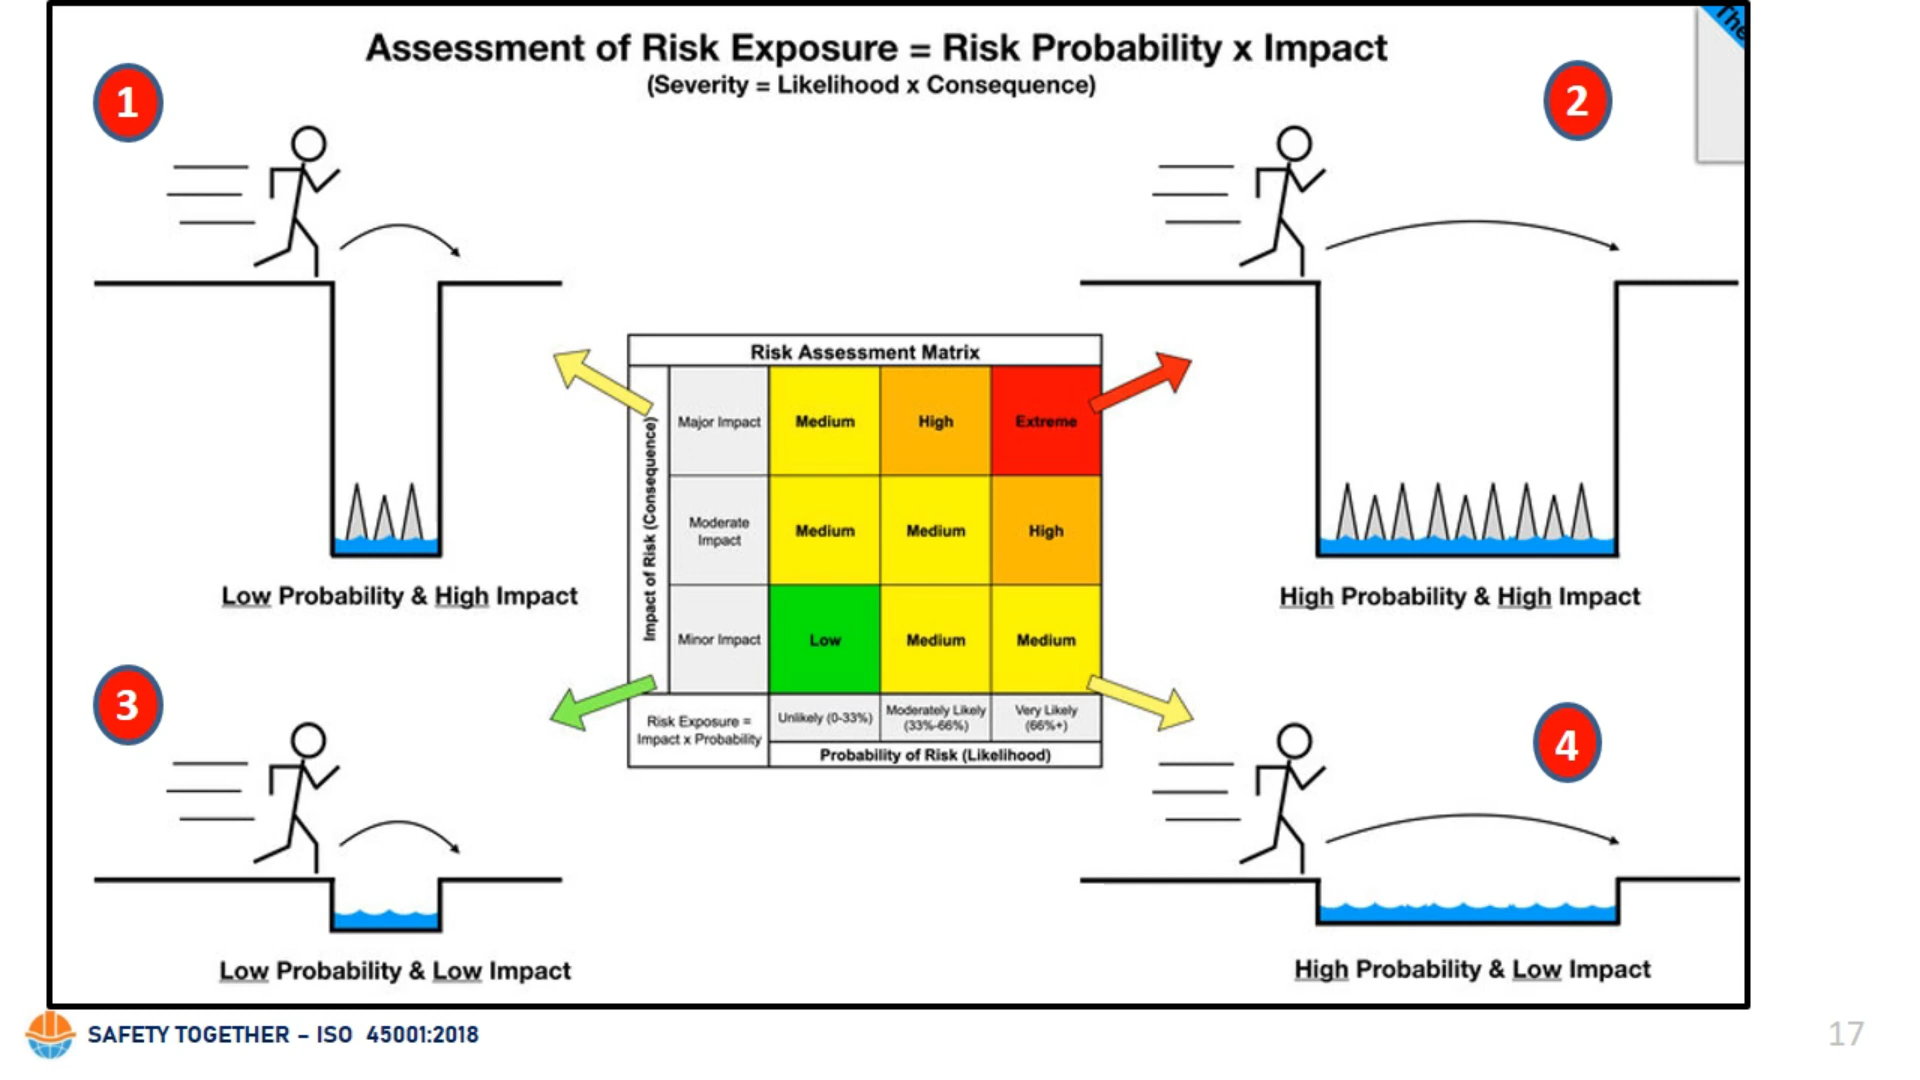 The
Assessment of Risk Exposure = Risk Probability x Impact
(Severity = Likelihood x Consequence)
1
2
Low Probability & High Impact
High Probability & High Impact
Risk Assessment Matrix
Impact of Risk (Consequence)
Major Impact Medium High Extreme
Moderate Impact Medium Medium High
Minor Impact Low Medium Medium
Risk Exposure =
Impact x Probability
Unlikely (0-33%)
Moderately Likely
(33%-66%)
Very Likely
(66%+)
Probability of Risk (Likelihood)
3
4
Low Probability & Low Impact
High Probability & Low Impact
SAFETY TOGETHER – ISO 45001:2018
17